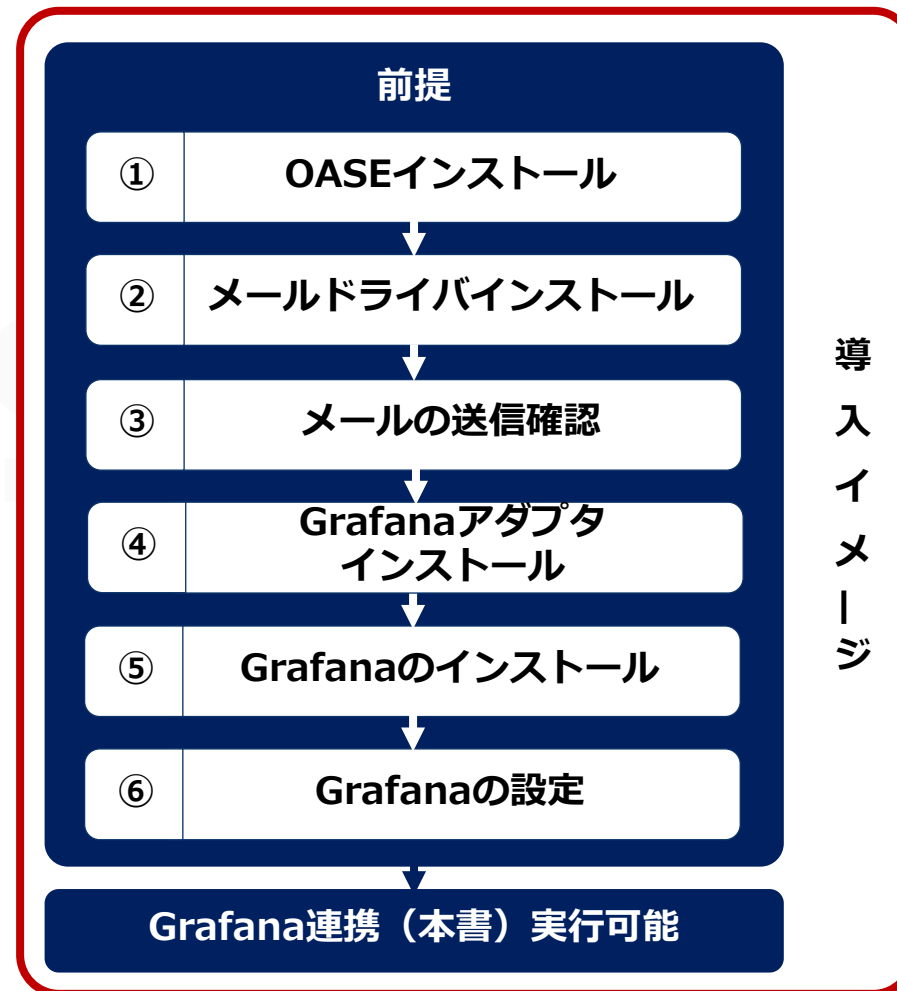 前提
① OASEインストール
② メールドライバインストール
③ メールの送信確認
④ Grafanaアダプタ
インストール
⑤ Grafanaのインストール
⑥ Grafanaの設定
Grafana連携（本書）実行可能
導入イメージ